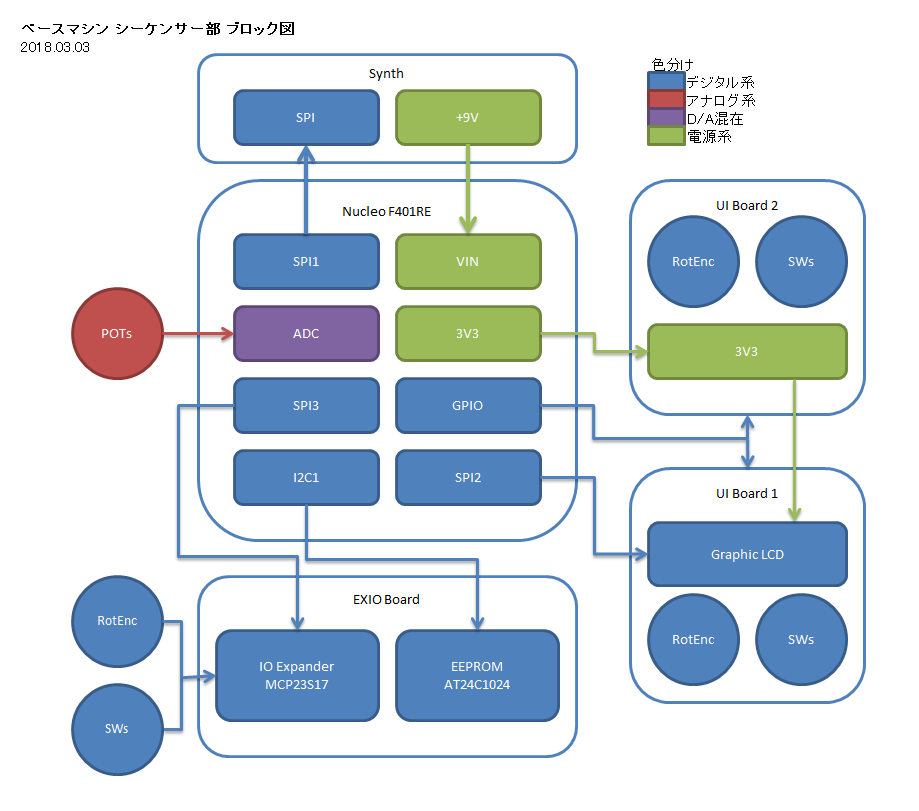 ベースマシン シーケンサー部 ブロック図
2018.03.03
色分け
デジタル系
アナログ系
D/A混在
電源系
Synth
SPI
+9V
Nucleo F401RE
SPI1
VIN
POTs
ADC
3V3
SPI3
GPIO
I2C1
SPI2
UI Board 2
RotEnc
SWs
3V3
UI Board 1
Graphic LCD
RotEnc
SWs
EXIO Board
RotEnc
SWs
IO Expander
MCP23S17
EEPROM
AT24C1024